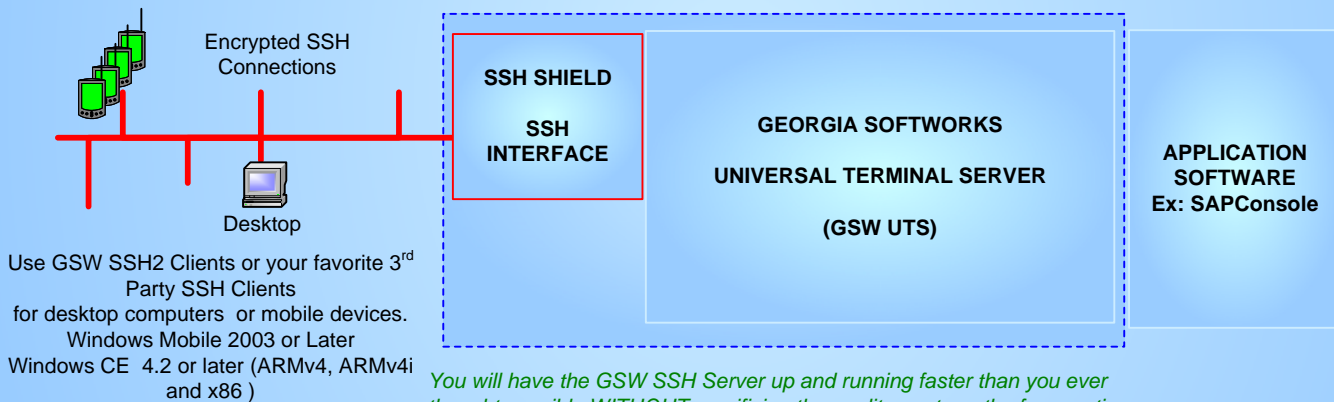 Encrypted SSH
Connections
Desktop
Use GSW SSH2 Clients or your favorite 3rd
Party SSH Clients
for desktop computers or mobile devices.
Windows Mobile 2003 or Later
Windows CE 4.2 or later (ARMv4, ARMv4i
and x86 )
SSH SHIELD
SSH
INTERFACE
GEORGIA SOFTWORKS
UNIVERSAL TERMINAL SERVER
(GSW UTS)
APPLICATION
SOFTWARE
Ex: SAPConsole
You will have the GSW SSH Server up and running faster than you ever